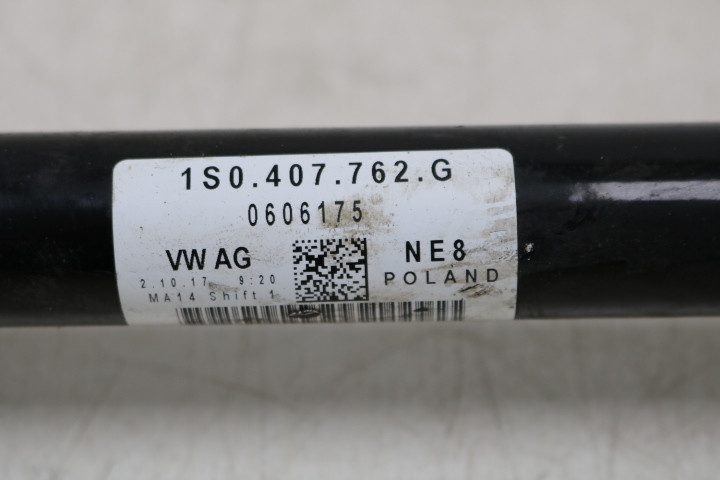 1S0.407.762.G
0606175
VW AG NE8
2.10.17 9:20 POLAND
MA14 Shift 1